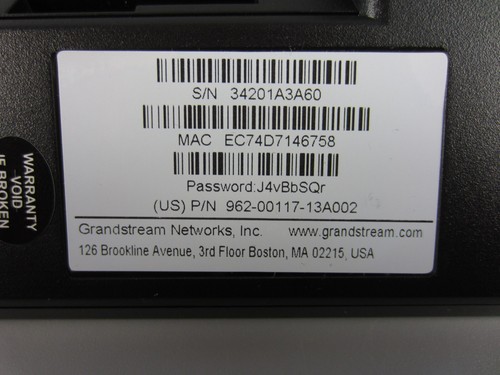 S/N 34201A3A60
MAC EC74D7146758
Password:J4vBbSQr
(US) P/N 962-00117-13A002
Grandstream Networks, Inc. www.grandstream.com
126 Brookline Avenue, 3rd Floor Boston, MA 02215, USA
WARRANTY
VOID
IF BROKEN